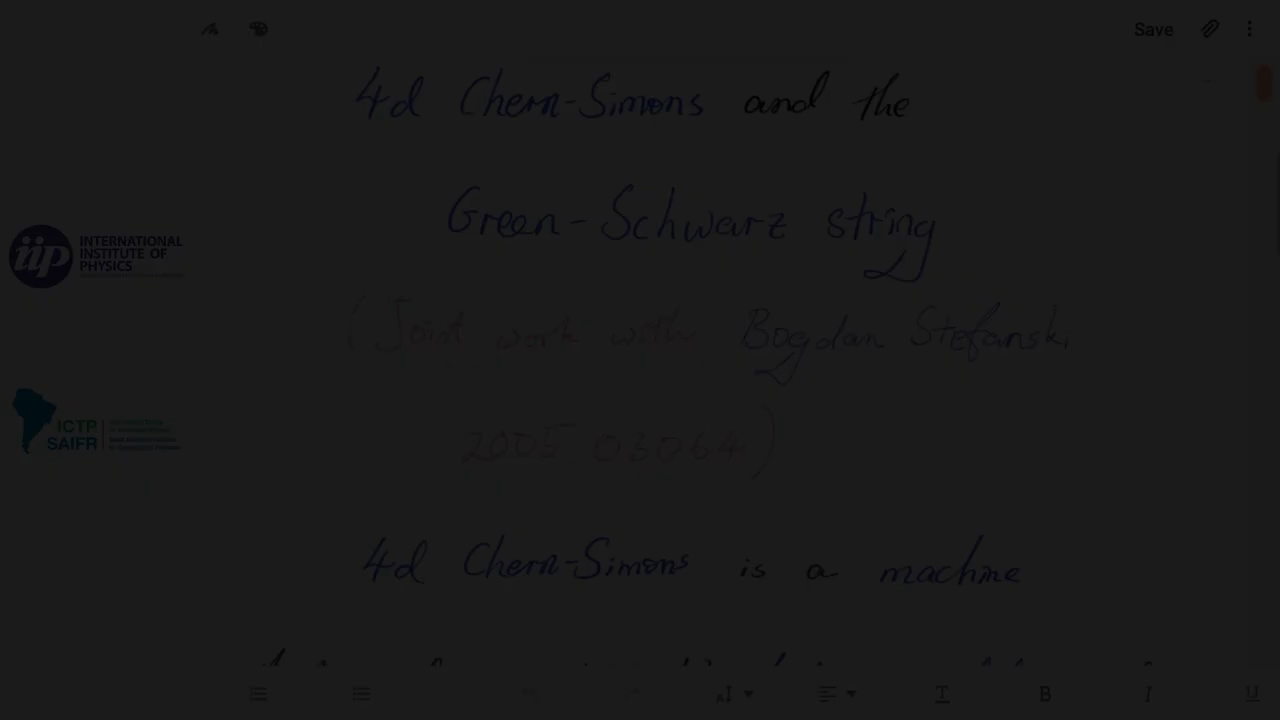 Save
4d Chern-Simons and the
Green-Schwarz string
INTERNATIONAL
INSTITUTE OF
PHYSICS
iip
(Joint work with Bogdan Stefanski
2005.03064)
ICTP
SAIFR
4d Chern-Simons is a machine
A
T
B
I
U